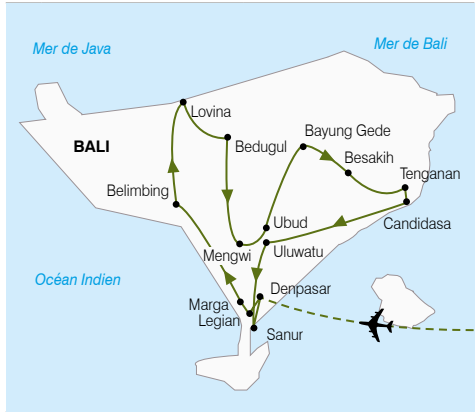 Mer de Java
Mer de Bali
Lovina
Bayung Gede
BALI
Bedugul
Besakih
Tenganan
Belimbing
Ubud
Candidasa
Mengwi
Uluwatu
Océan Indien
Denpasar
Marga
Legian
Sanur